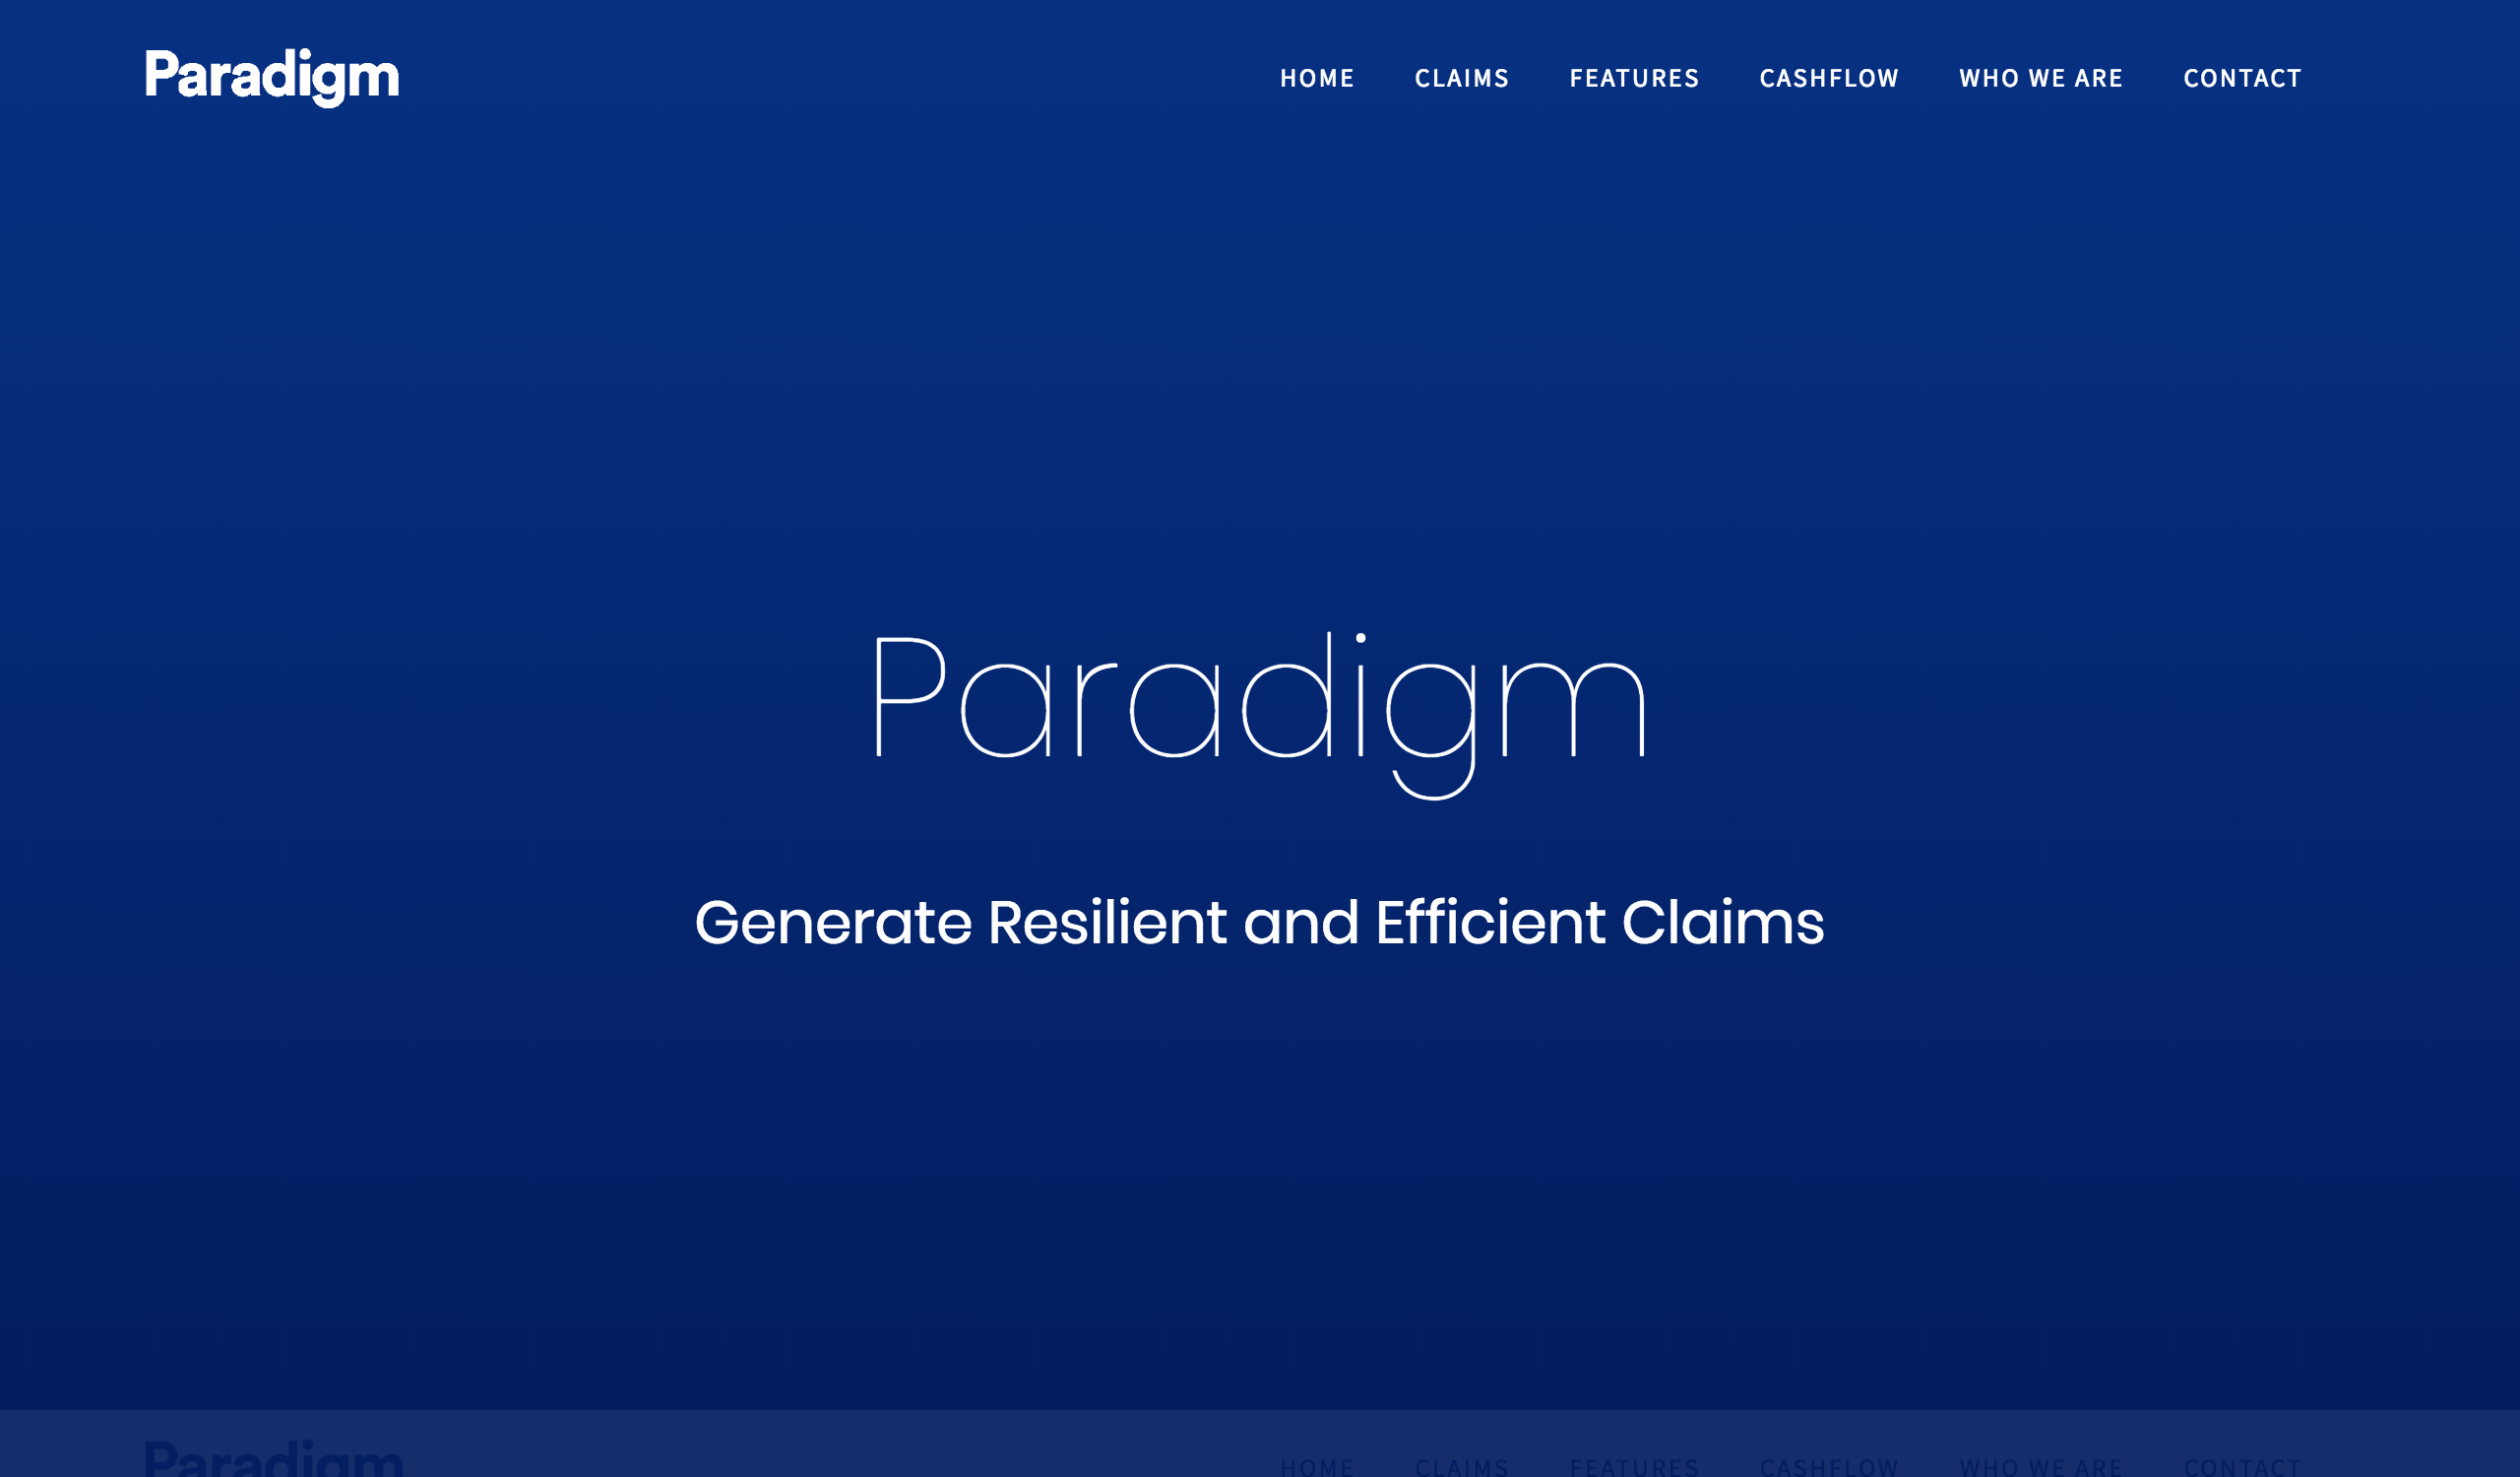 Paradigm
HOME CLAIMS FEATURES CASHFLOW WHO WE ARE CONTACT
Paradigm
Generate Resilient and Efficient Claims
Paradigm
HOME CLAIMS FEATURES CASHFLOW WHO WE ARE CONTACT